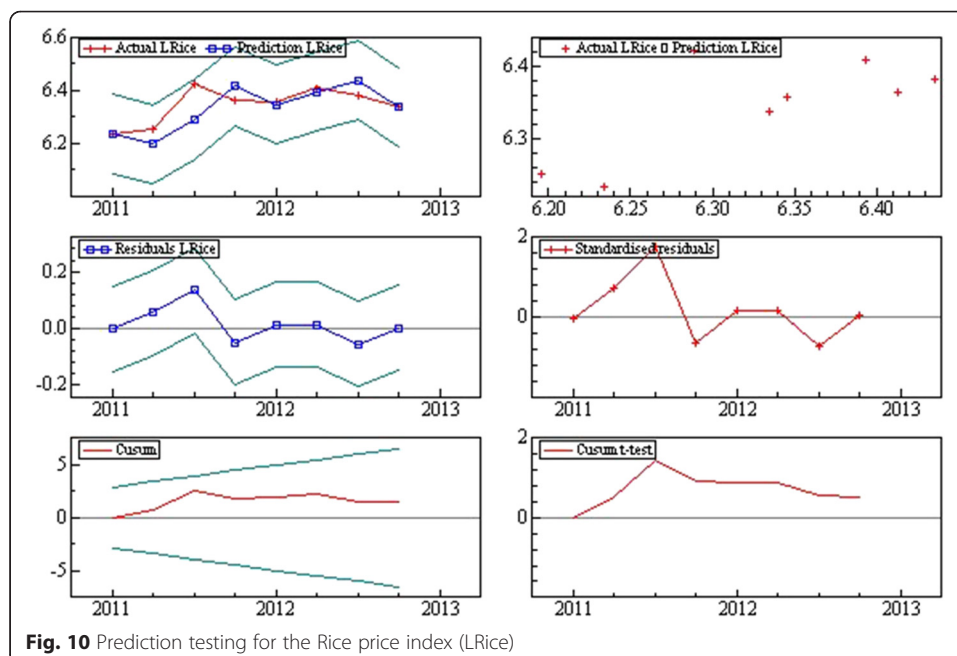 6.6
Actual LRice Prediction LRice
6.4
6.2
2011 2012 2013
Actual LRice Prediction LRice
6.4
6.3
6.20 6.25 6.30 6.35 6.40
Residuals LRice
0.2
0.0
-0.2
2011 2012 2013
2
Standardised residuals
0
2011 2012 2013
Cusum
5
0
-5
2011 2012 2013
2
Cusum t-test
0
2011 2012 2013
Fig. 10 Prediction testing for the Rice price index (LRice)